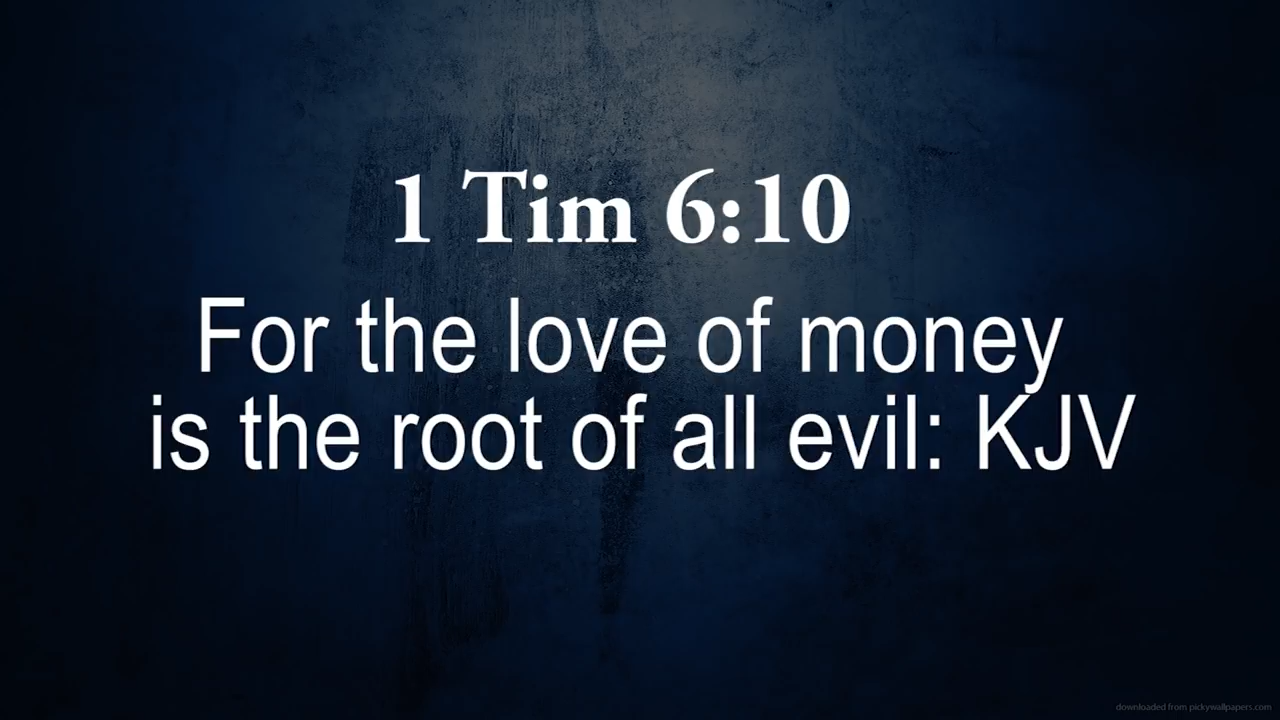 1 Tim 6:10
For the love of money
is the root of all evil: KJV
downloaded from pickywallpapers.com